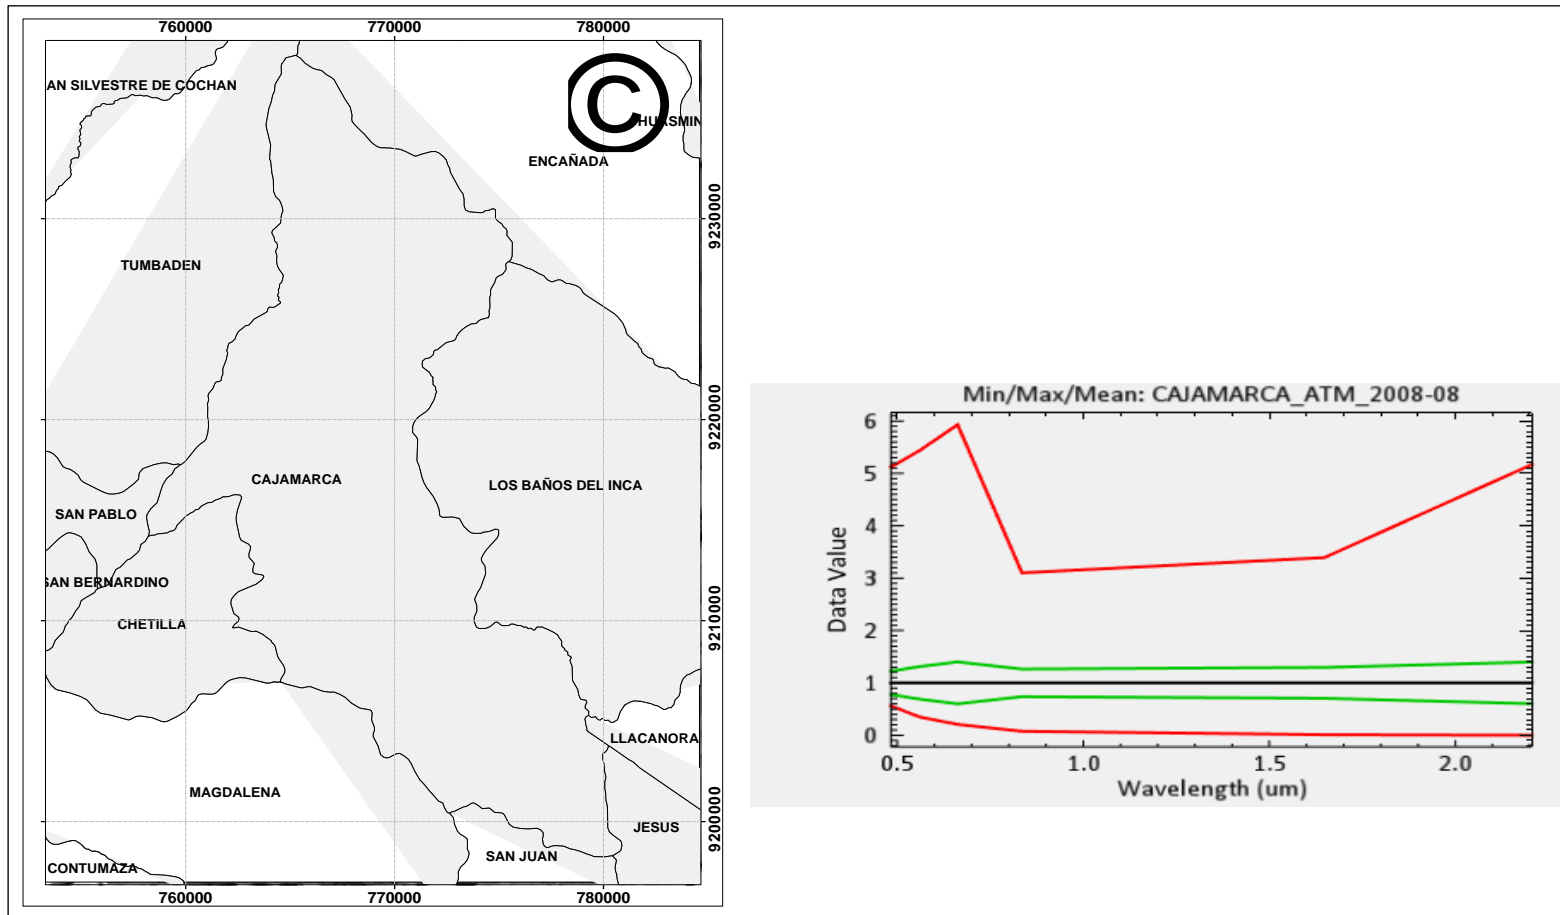 760000
770000
780000
AN SILVESTRE DE COCHAN
©
HUASMIN
ENCAÑADA
9230000
TUMBADEN
9220000
CAJAMARCA
LOS BAÑOS DEL INCA
SAN PABLO
SAN BERNARDINO
CHETILLA
9210000
LLACANORA
MAGDALENA
9200000
JESUS
SAN JUAN
CONTUMAZA
760000
770000
780000
Min/Max/Mean: CAJAMARCA_ATM_2008-08
6
5
4
3
2
1
0
Data Value
0.5
1.0
1.5
2.0
Wavelength (um)